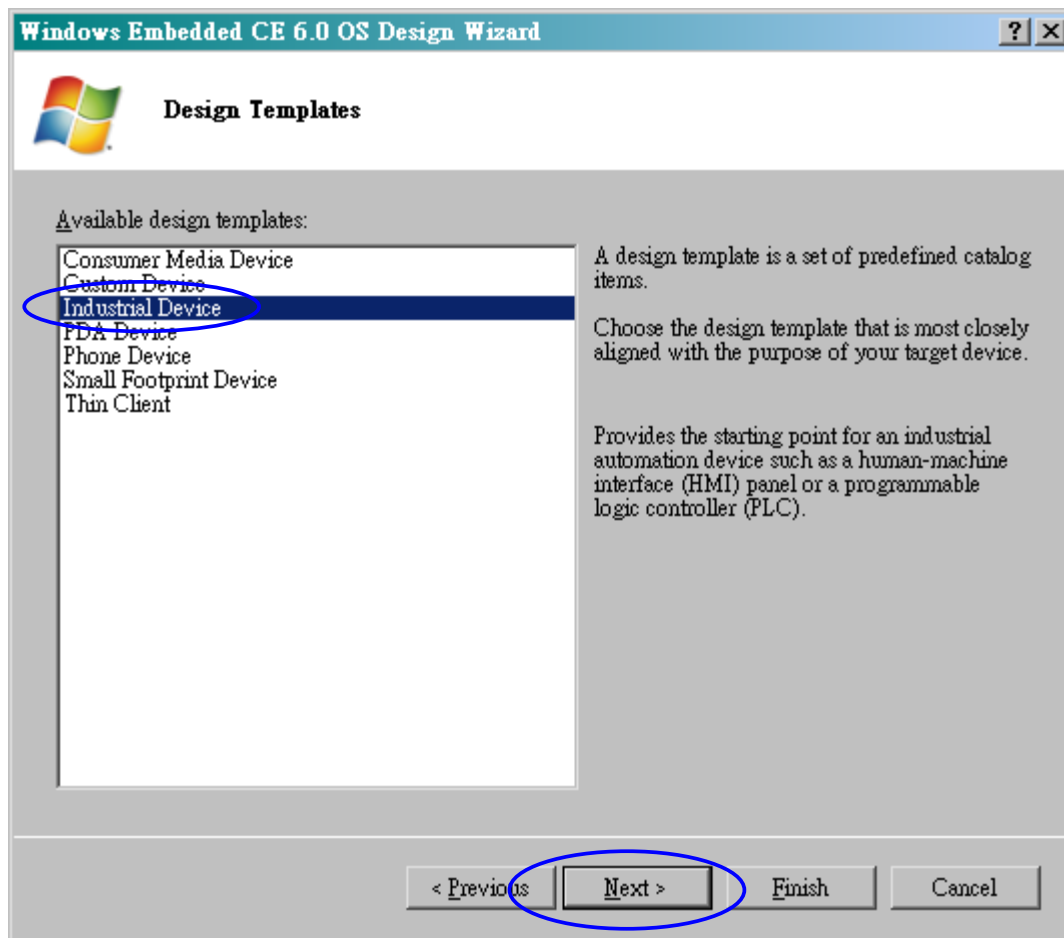 Windows Embedded CE 6.0 OS Design Wizard
?
Design Templates
Available design templates:
Consumer Media Device
Custom Device
Industrial Device
PDA Device
Phone Device
Small Footprint Device
Thin Client
A design template is a set of predefined catalog
items.
Choose the design template that is most closely
aligned with the purpose of your target device.
Provides the starting point for an industrial
automation device such as a human-machine
interface (HMI) panel or a programmable
logic controller (PLC).
< Previous
Next >
Finish
Cancel